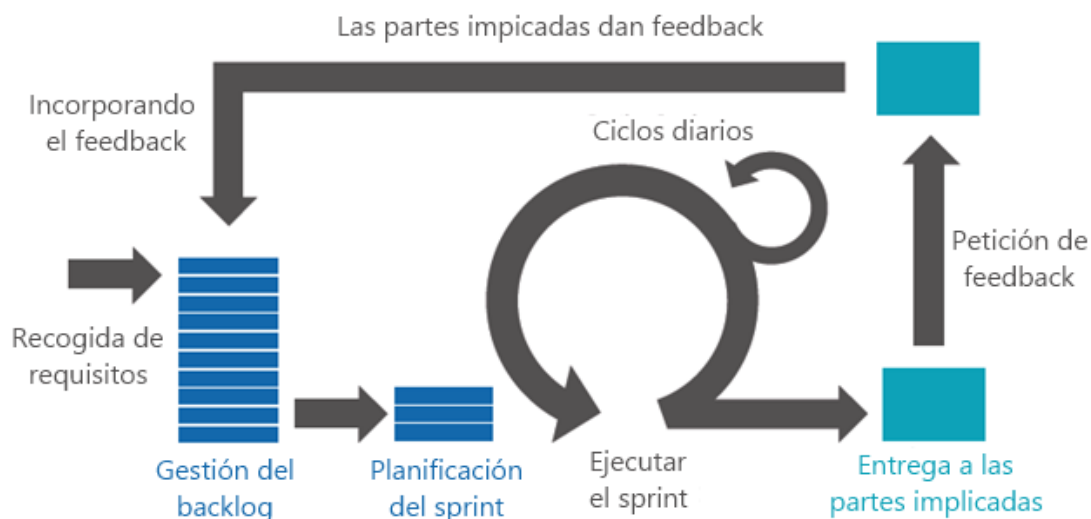 Las partes impicadas dan feedback
Incorporando
el feedback
Ciclos diarios
Petición de
feedback
Recogida de
requisitos
Gestión del
backlog
Planificación
del sprint
Ejecutar
el sprint
Entrega a las
partes implicadas